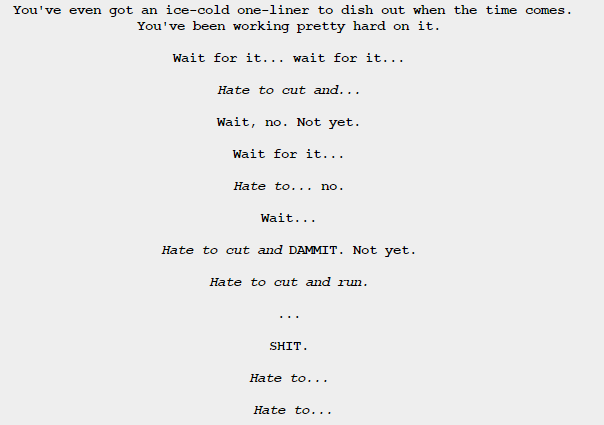 You've even got an ice-cold one-liner to dish out when the time comes.
You've been working pretty hard on it.
Wait for it... wait for it...
Hate to cut and...
Wait, no. Not yet.
Wait for it...
Hate to... no.
Wait...
Hate to cut and DAMMIT. Not yet.
Hate to cut and run.
...
SHIT.
Hate to...
Hate to...